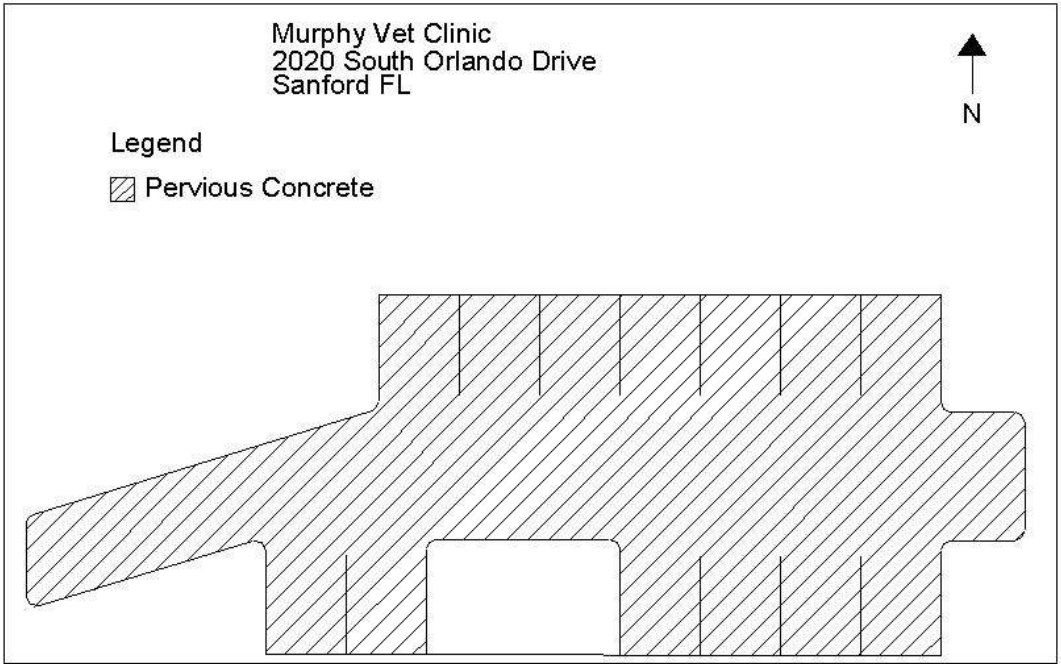 Murphy Vet Clinic
2020 South Orlando Drive
Sanford FL
N
Legend
Pervious Concrete